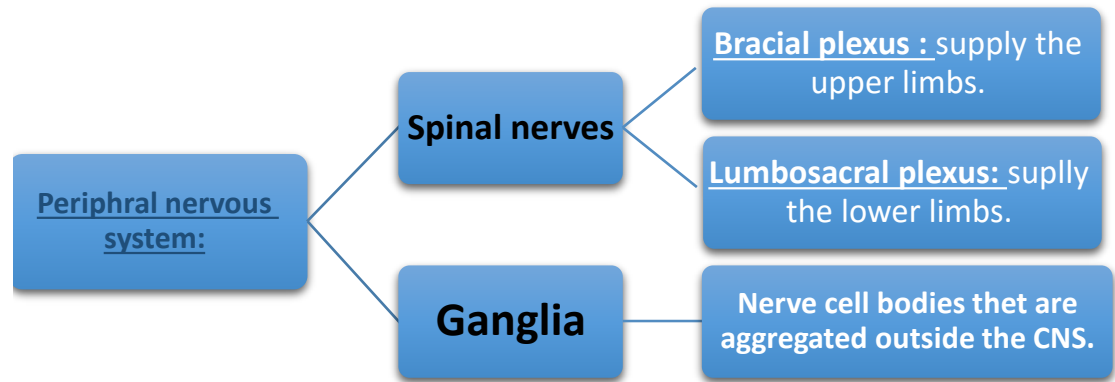 Periphral nervous
system:
Spinal nerves
Bracial plexus : supply the
upper limbs.
Lumbosacral plexus: suplly
the lower limbs.
Ganglia
Nerve cell bodies thet are
aggregated outside the CNS.